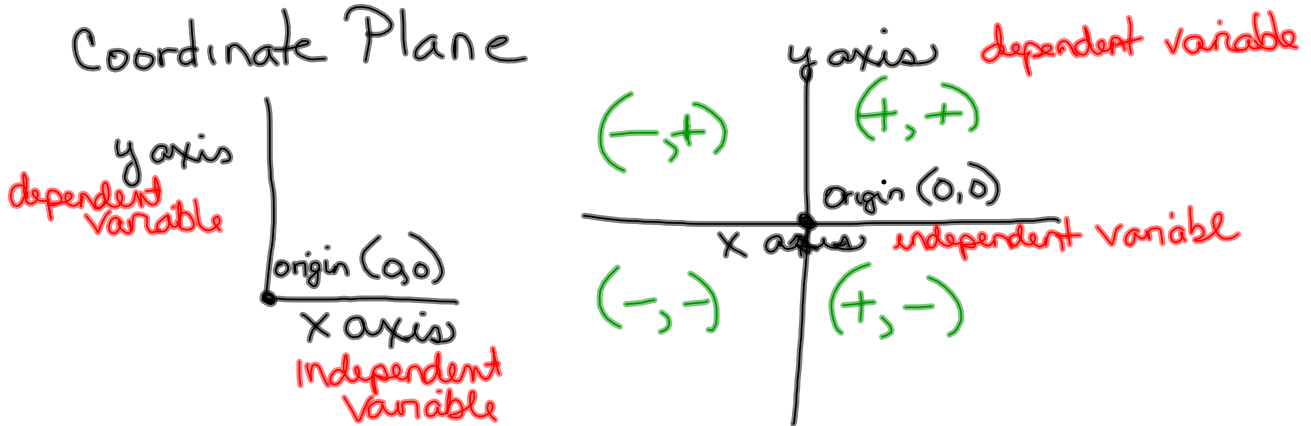 Coordinate Plane
y axis
dependent
variable
origin (0,0)
x axis
Independent
variable
y axis dependent variable
(-,+) (+,+)
origin (0,0)
x axis independent variable
(-,-) (+,-)